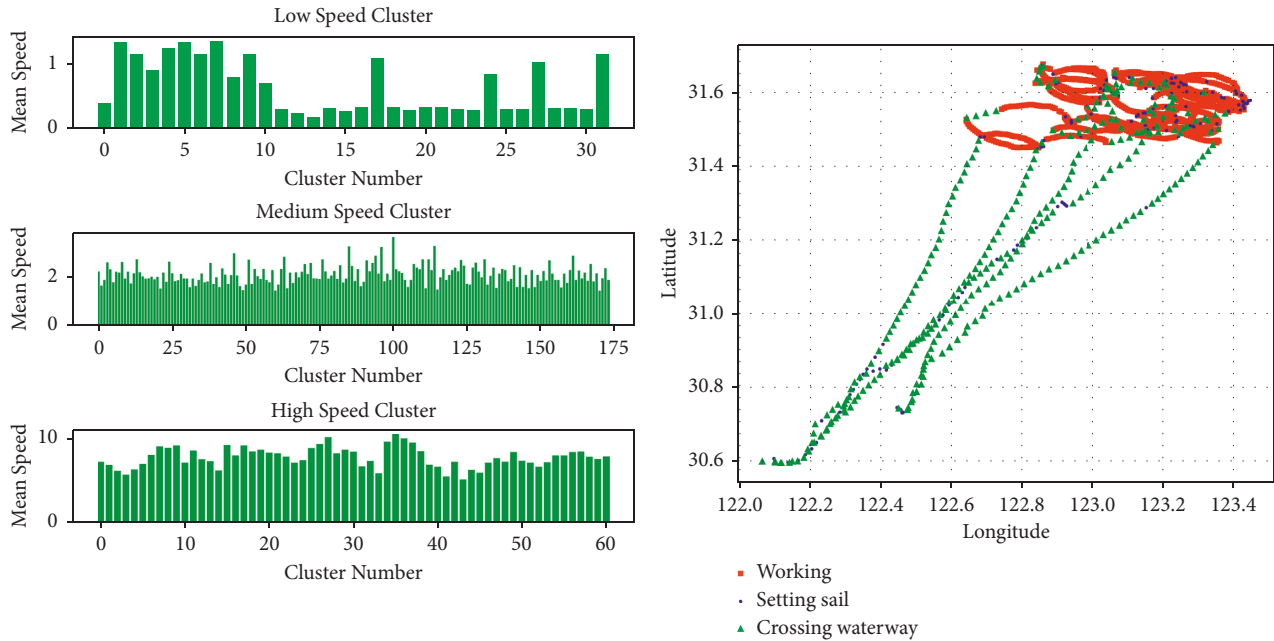 Low Speed Cluster
Mean Speed
1
0
0 5 10 15 20 25 30
Cluster Number
Medium Speed Cluster
Mean Speed
2
0
0 25 50 75 100 125 150 175
Cluster Number
High Speed Cluster
Mean Speed
10
0
0 10 20 30 40 50 60
Cluster Number
Latitude
31.6
31.4
31.2
31.0
30.8
30.6
122.0 122.2 122.4 122.6 122.8 123.0 123.2 123.4
Longitude
Working
Setting sail
Crossing waterway